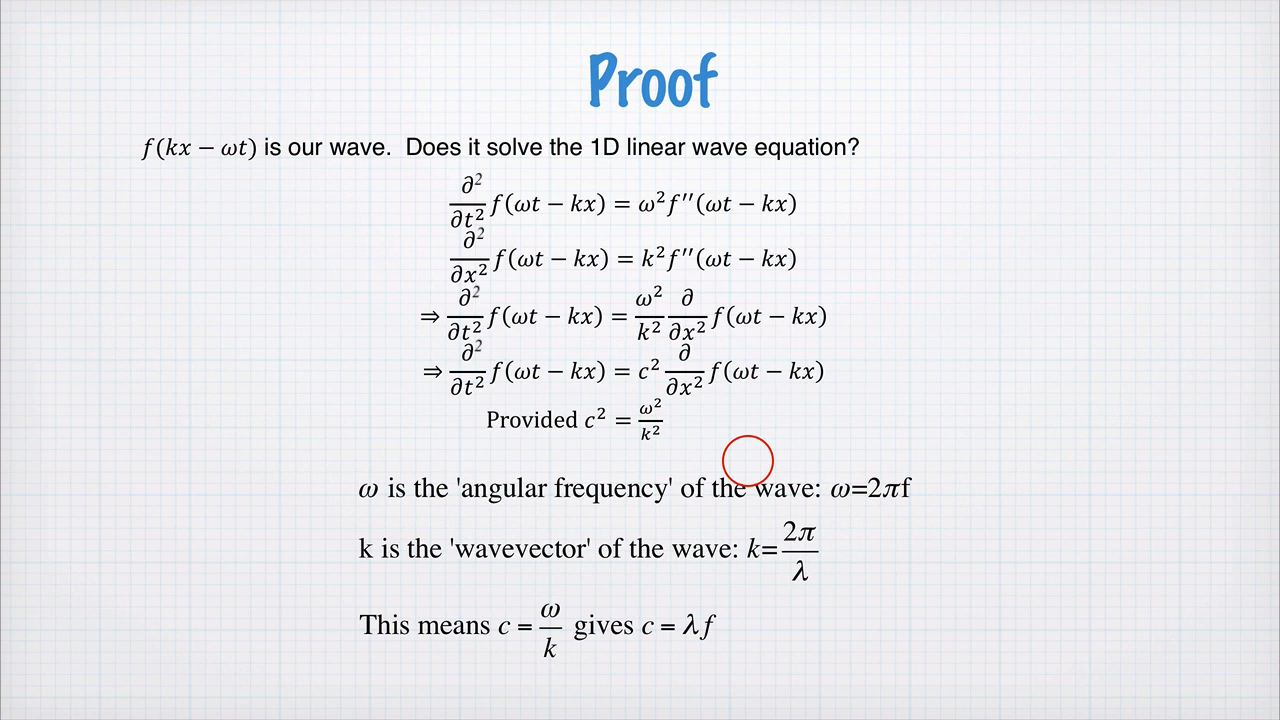 Proof
f(kx − ωt) is our wave. Does it solve the 1D linear wave equation?
∂²/∂t² f(ωt − kx) = ω²f″(ωt − kx)
∂²/∂x² f(ωt − kx) = k²f″(ωt − kx)
⇒ ∂²/∂t² f(ωt − kx) = ω²/k² ∂/∂x² f(ωt − kx)
⇒ ∂²/∂t² f(ωt − kx) = c² ∂/∂x² f(ωt − kx)
Provided c² = ω²/k²
ω is the 'angular frequency' of the wave: ω=2πf
k is the 'wavevector' of the wave: k=2π/λ
This means c = ω/k gives c = λf